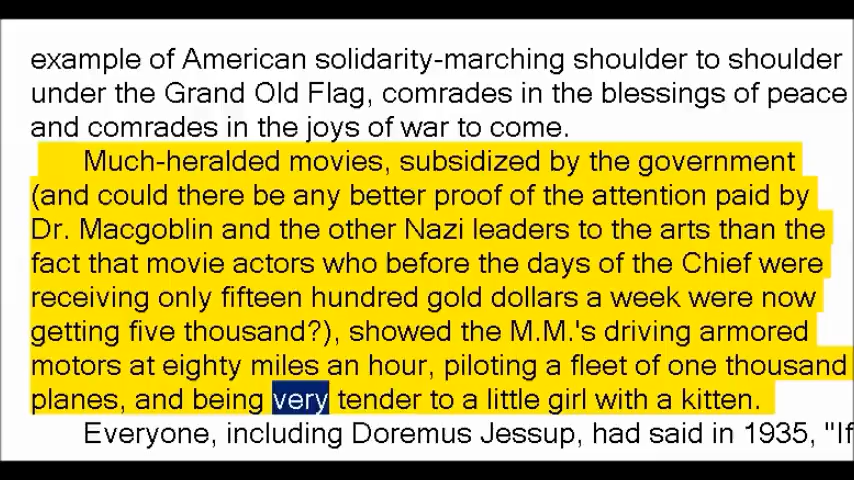 example of American solidarity-marching shoulder to shoulder
under the Grand Old Flag, comrades in the blessings of peace
and comrades in the joys of war to come.
Much-heralded movies, subsidized by the government
(and could there be any better proof of the attention paid by
Dr. Macgoblin and the other Nazi leaders to the arts than the
fact that movie actors who before the days of the Chief were
receiving only fifteen hundred gold dollars a week were now
getting five thousand?), showed the M.M.'s driving armored
motors at eighty miles an hour, piloting a fleet of one thousand
planes, and being very tender to a little girl with a kitten.
Everyone, including Doremus Jessup, had said in 1935, "If